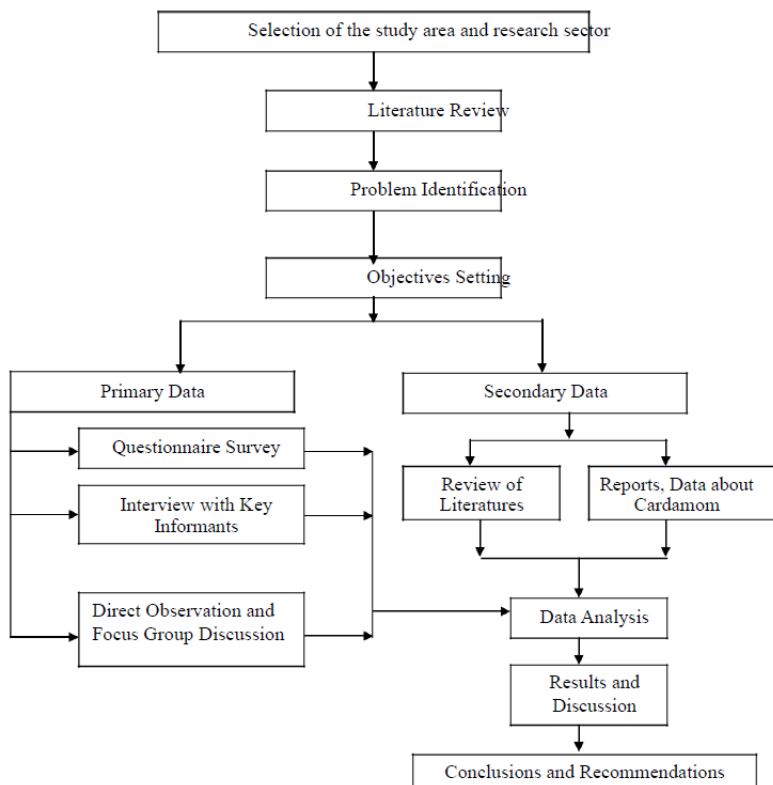 Selection of the study area and research sector
Literature Review
Problem Identification
Objectives Setting
Primary Data
Secondary Data
Questionnaire Survey
Interview with Key
Informants
Direct Observation and
Focus Group Discussion
Review of
Literatures
Reports, Data about
Cardamom
Data Analysis
Results and
Discussion
Conclusions and Recommendations